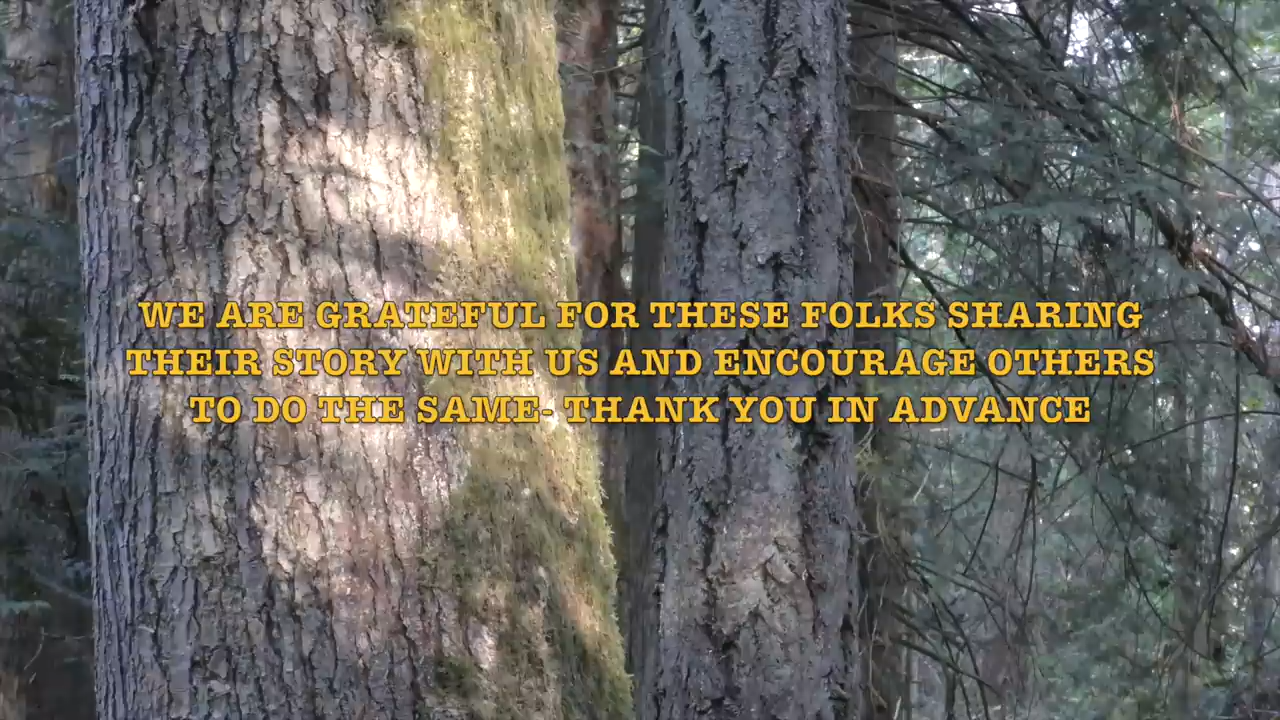 WE ARE GRATEFUL FOR THESE FOLKS SHARING
THEIR STORY WITH US AND ENCOURAGE OTHERS
TO DO THE SAME- THANK YOU IN ADVANCE